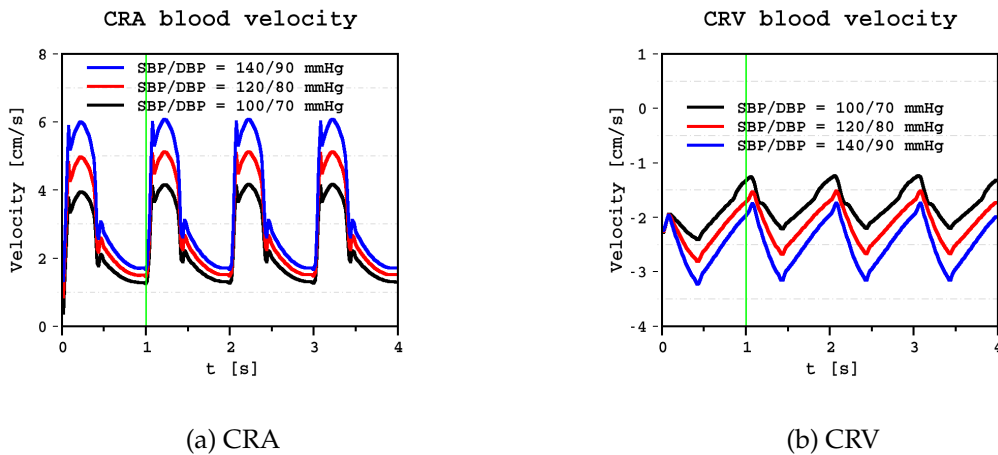 CRA blood velocity
8
6
4
2
0
Velocity [cm/s]
SBP/DBP = 140/90 mmHg
SBP/DBP = 120/80 mmHg
SBP/DBP = 100/70 mmHg
0 1 2 3 4
t [s]
(a) CRA
CRV blood velocity
1
0
-1
-2
-3
-4
Velocity [cm/s]
SBP/DBP = 100/70 mmHg
SBP/DBP = 120/80 mmHg
SBP/DBP = 140/90 mmHg
0 1 2 3 4
t [s]
(b) CRV